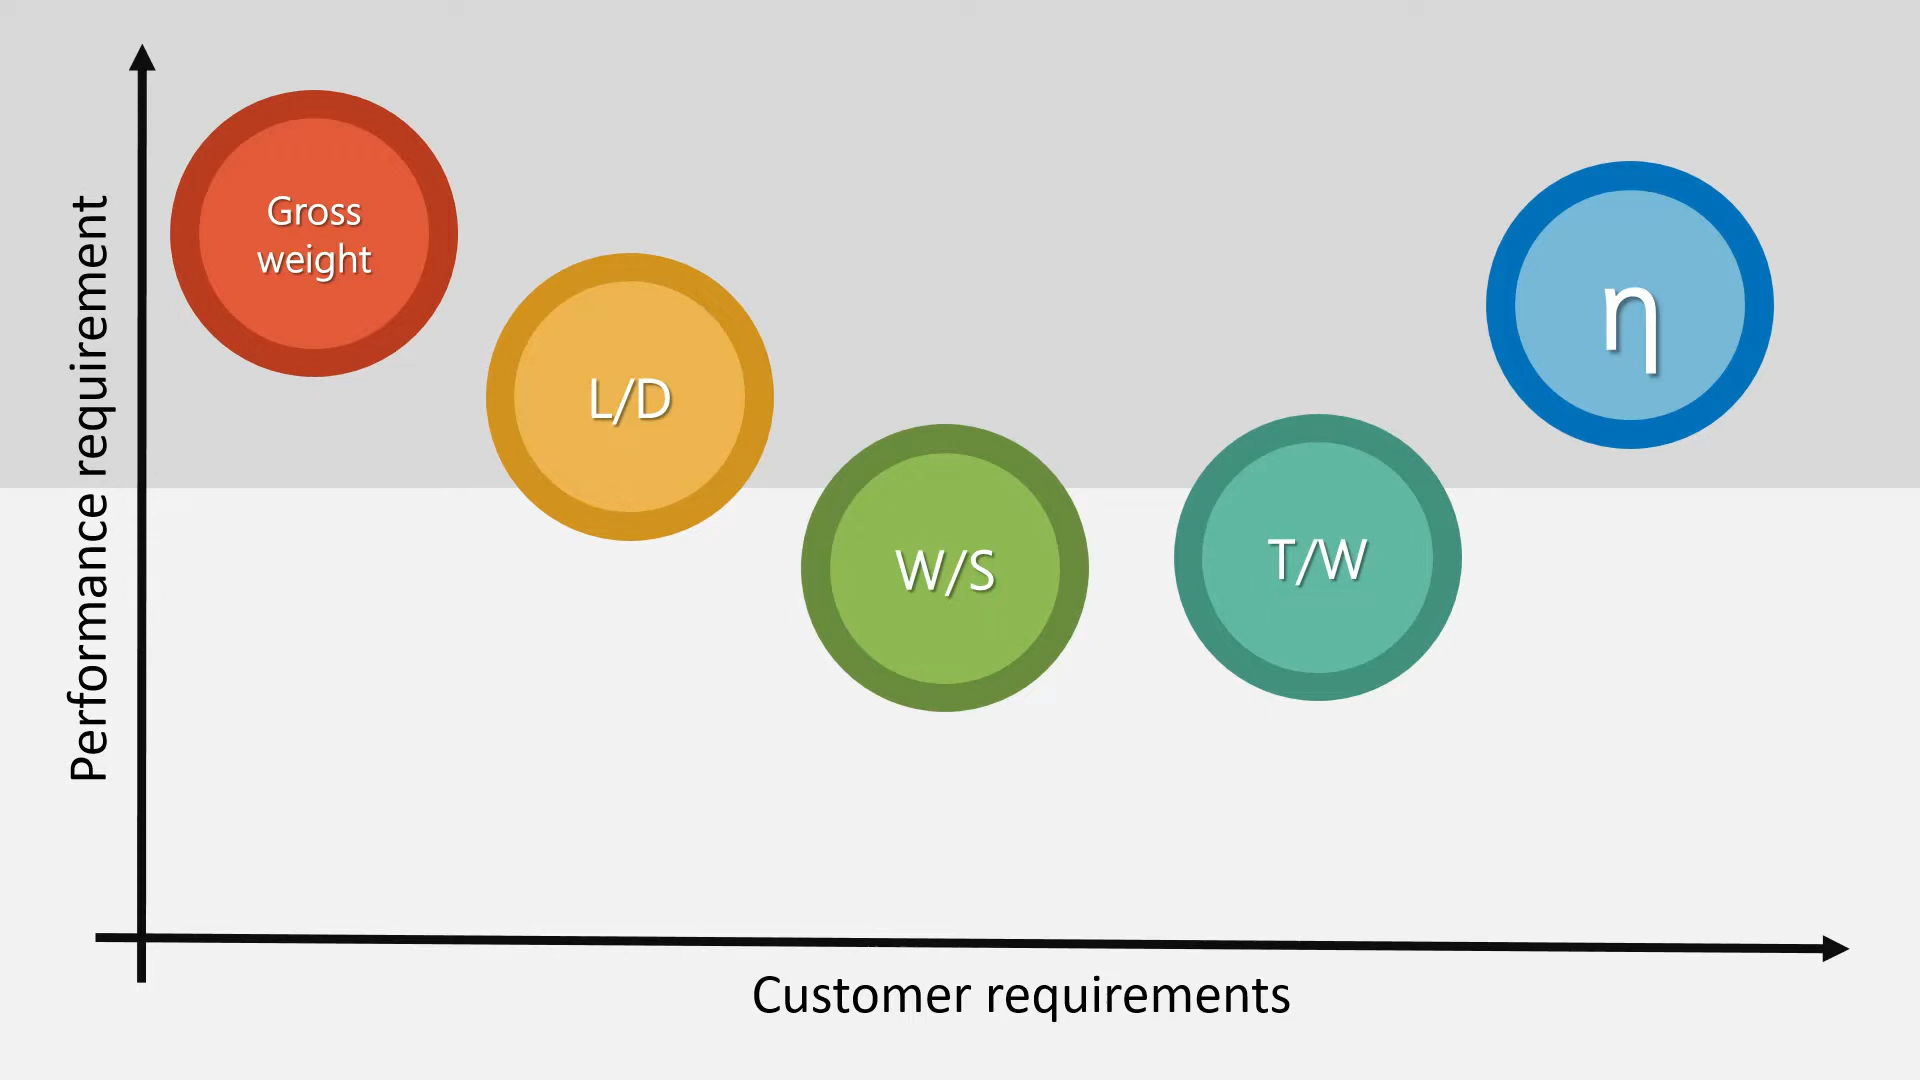 Performance requirement
Gross
weight
L/D
W/S
T/W
η
Customer requirements